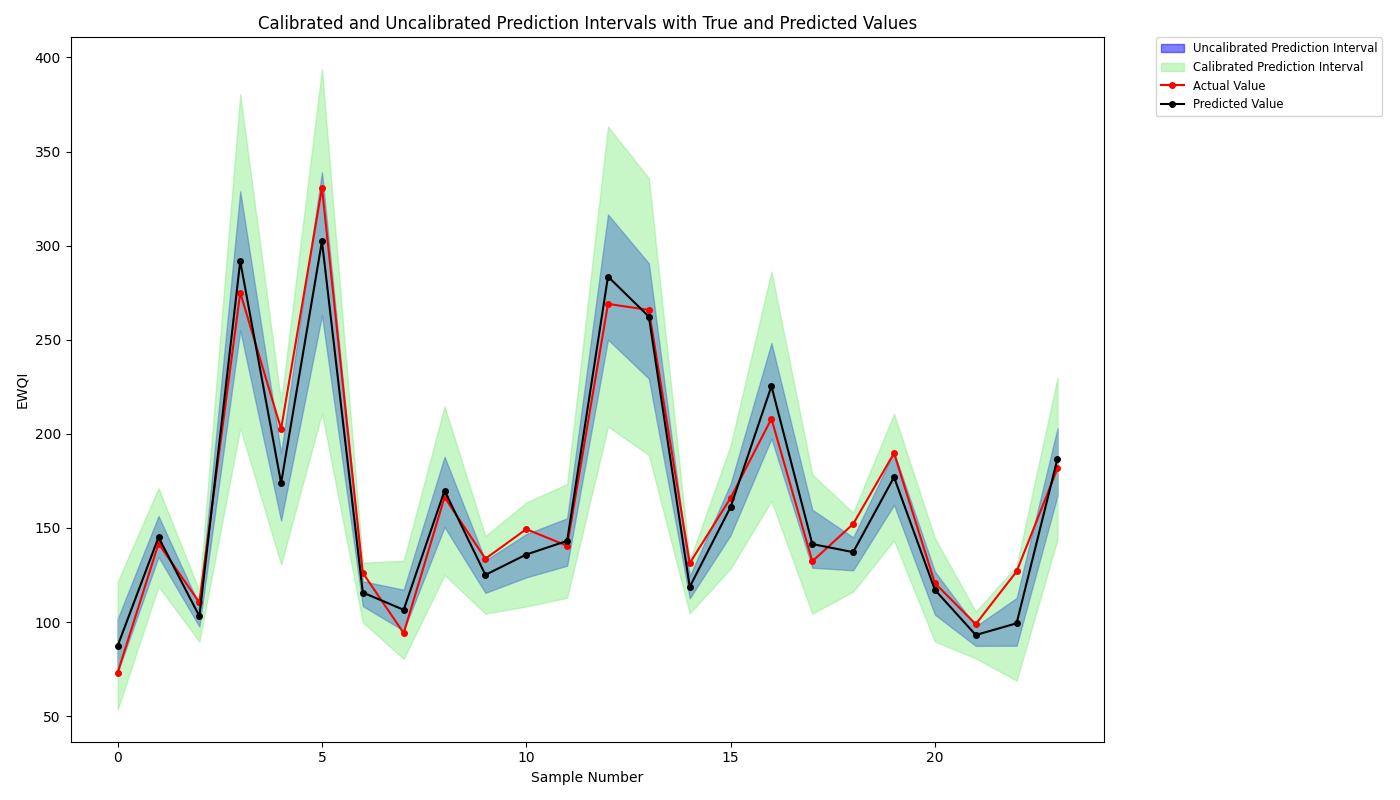 Calibrated and Uncalibrated Prediction Intervals with True and Predicted Values
Uncalibrated Prediction Interval
Calibrated Prediction Interval
Actual Value
Predicted Value
EWQI
400
350
300
250
200
150
100
50
0 5 10 15 20
Sample Number